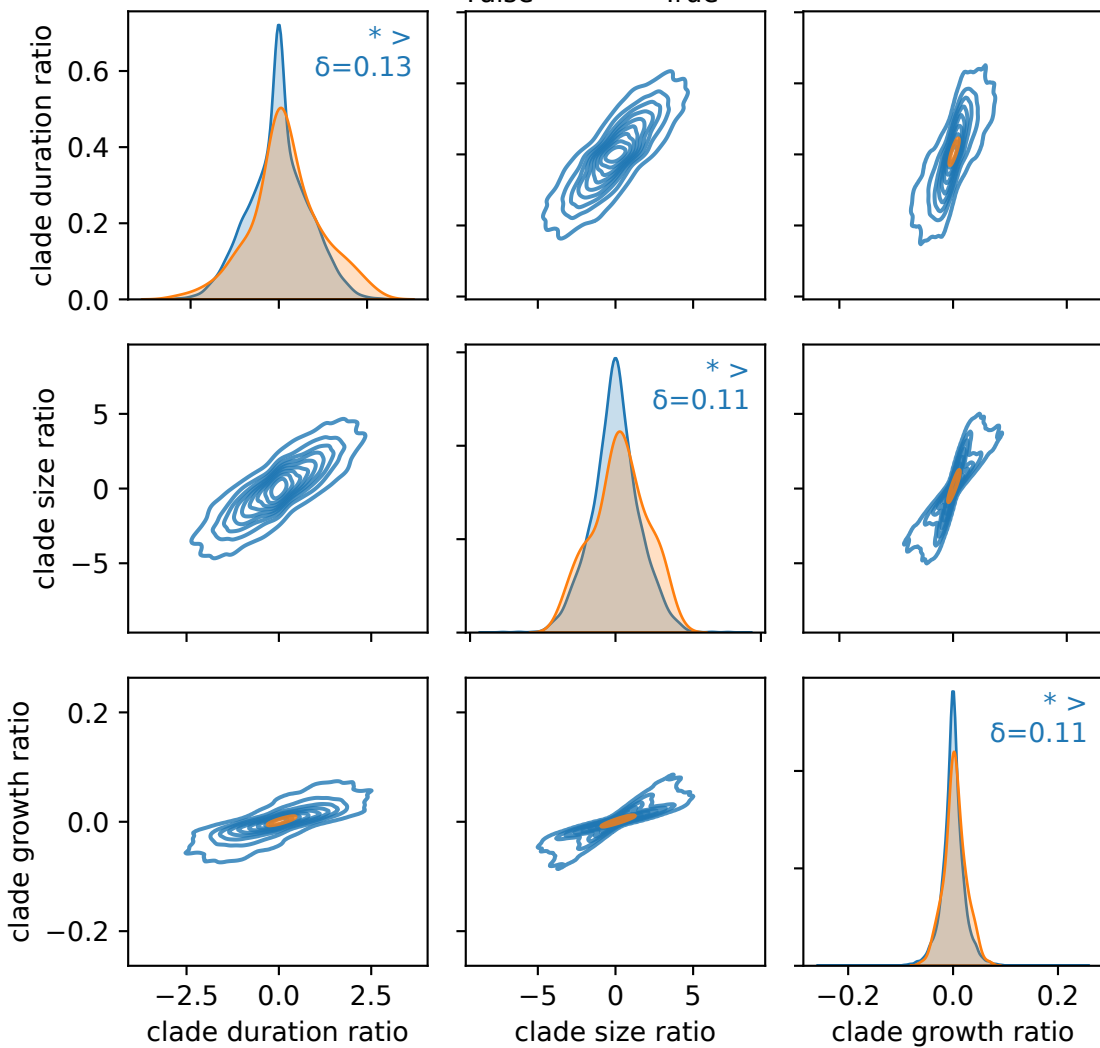 True
clade duration ratio
0.6
0.4
0.2
0.0
* >
δ=0.13
clade size ratio
5
0
−5
* >
δ=0.11
clade growth ratio
0.2
0.0
−0.2
* >
δ=0.11
−2.5 0.0 2.5
−5 0 5
−0.2 0.0 0.2
clade duration ratio
clade size ratio
clade growth ratio